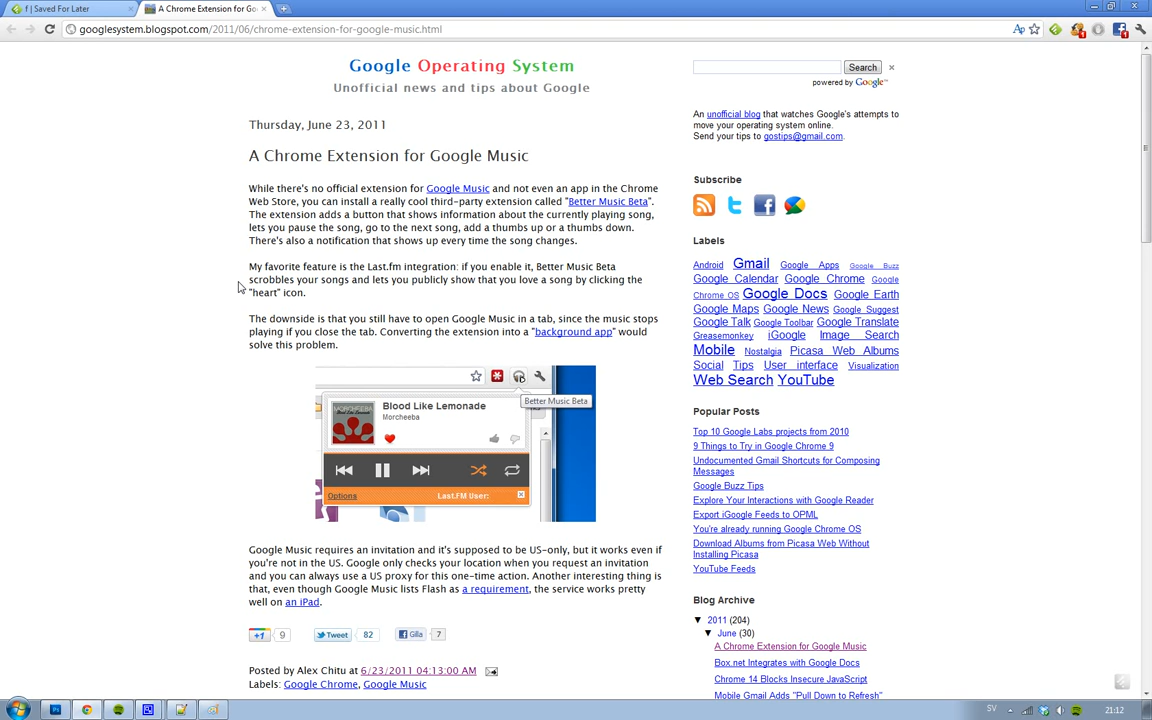 f | Saved For Later
A Chrome Extension for Go
googlesystem.blogspot.com/2011/06/chrome-extension-for-google-music.html
Google Operating System
Unofficial news and tips about Google
Thursday, June 23, 2011
A Chrome Extension for Google Music
While there's no official extension for Google Music and not even an app in the Chrome
Web Store, you can install a really cool third-party extension called "Better Music Beta".
The extension adds a button that shows information about the currently playing song,
lets you pause the song, go to the next song, add a thumbs up or a thumbs down.
There's also a notification that shows up every time the song changes.
My favorite feature is the Last.fm integration: if you enable it, Better Music Beta
scrobbles your songs and lets you publicly show that you love a song by clicking the
"heart" icon.
The downside is that you still have to open Google Music in a tab, since the music stops
playing if you close the tab. Converting the extension into a "background app" would
solve this problem.
Better Music Beta
Blood Like Lemonade
Morcheeba
MORCHEEBA
Options
Last.FM User:
Google Music requires an invitation and it's supposed to be US-only, but it works even if
you're not in the US. Google only checks your location when you request an invitation
and you can always use a US proxy for this one-time action. Another interesting thing is
that, even though Google Music lists Flash as a requirement, the service works pretty
well on an iPad.
+1 9 Tweet 82 Gilla 7
Posted by Alex Chitu at 6/23/2011 04:13:00 AM
Labels: Google Chrome, Google Music
Search
powered by Google™
An unofficial blog that watches Google's attempts to
move your operating system online.
Send your tips to gostips@gmail.com.
Subscribe
Labels
Android Gmail Google Apps Google Buzz
Google Calendar Google Chrome Google
Chrome OS Google Docs Google Earth
Google Maps Google News Google Suggest
Google Talk Google Toolbar Google Translate
Greasemonkey iGoogle Image Search
Mobile Nostalgia Picasa Web Albums
Social Tips User interface Visualization
Web Search YouTube
Popular Posts
Top 10 Google Labs projects from 2010
9 Things to Try in Google Chrome 9
Undocumented Gmail Shortcuts for Composing
Messages
Google Buzz Tips
Explore Your Interactions with Google Reader
Export iGoogle Feeds to OPML
You're already running Google Chrome OS
Download Albums from Picasa Web Without
Installing Picasa
YouTube Feeds
Blog Archive
▼ 2011 (204)
▼ June (30)
A Chrome Extension for Google Music
Box.net Integrates with Google Docs
Chrome 14 Blocks Insecure JavaScript
Mobile Gmail Adds "Pull Down to Refresh"
SV
21:12